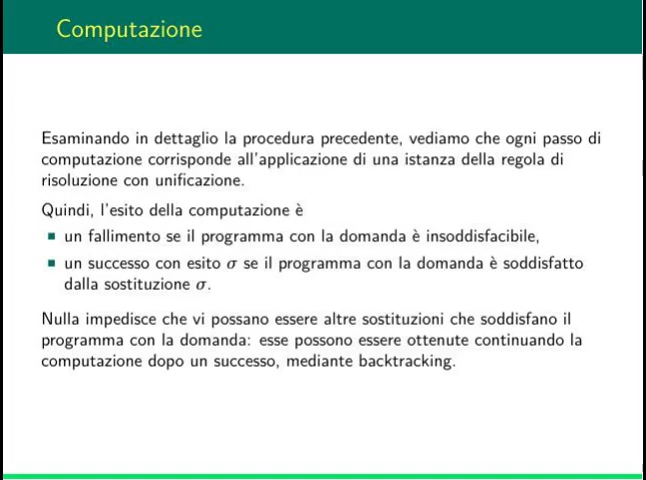 Computazione
Esaminando in dettaglio la procedura precedente, vediamo che ogni passo di
computazione corrisponde all'applicazione di una istanza della regola di
risoluzione con unificazione.
Quindi, l'esito della computazione è
▪ un fallimento se il programma con la domanda è insoddisfacibile,
▪ un successo con esito σ se il programma con la domanda è soddisfatto
dalla sostituzione σ.
Nulla impedisce che vi possano essere altre sostituzioni che soddisfano il
programma con la domanda: esse possono essere ottenute continuando la
computazione dopo un successo, mediante backtracking.